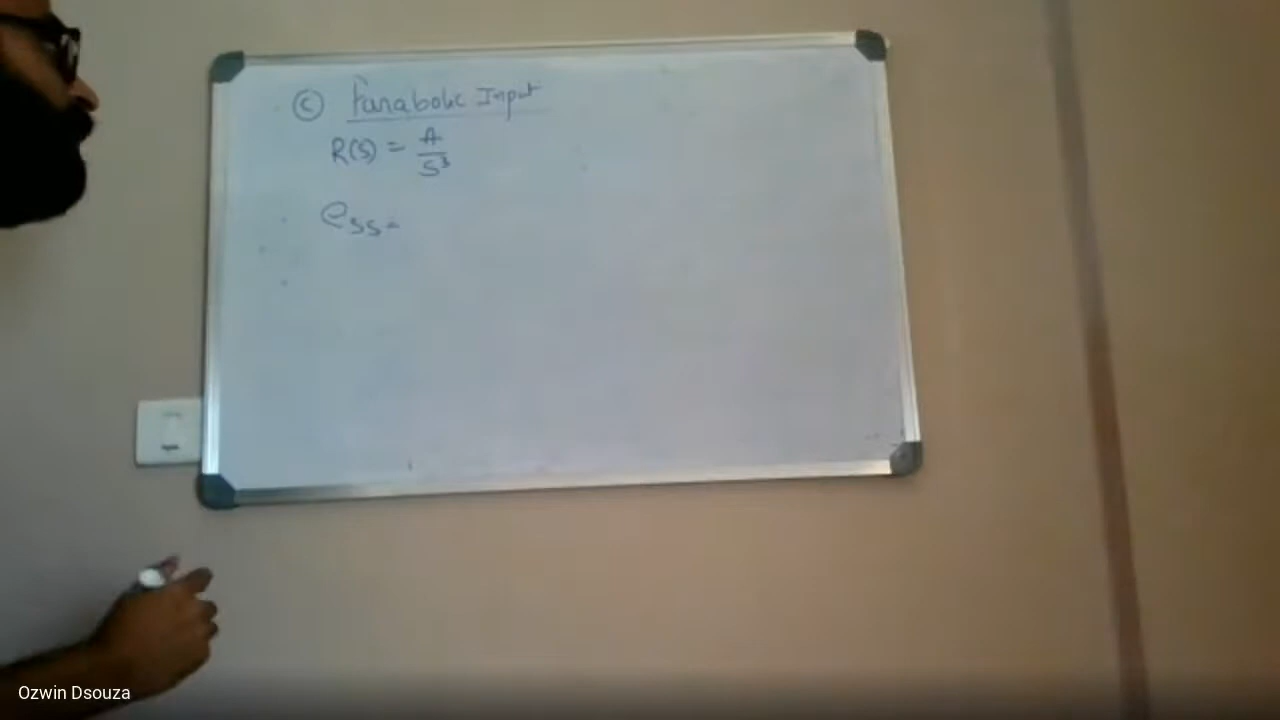 Ⓒ Parabolic Input
R(S) = A/S³
ess =
Ozwin Dsouza